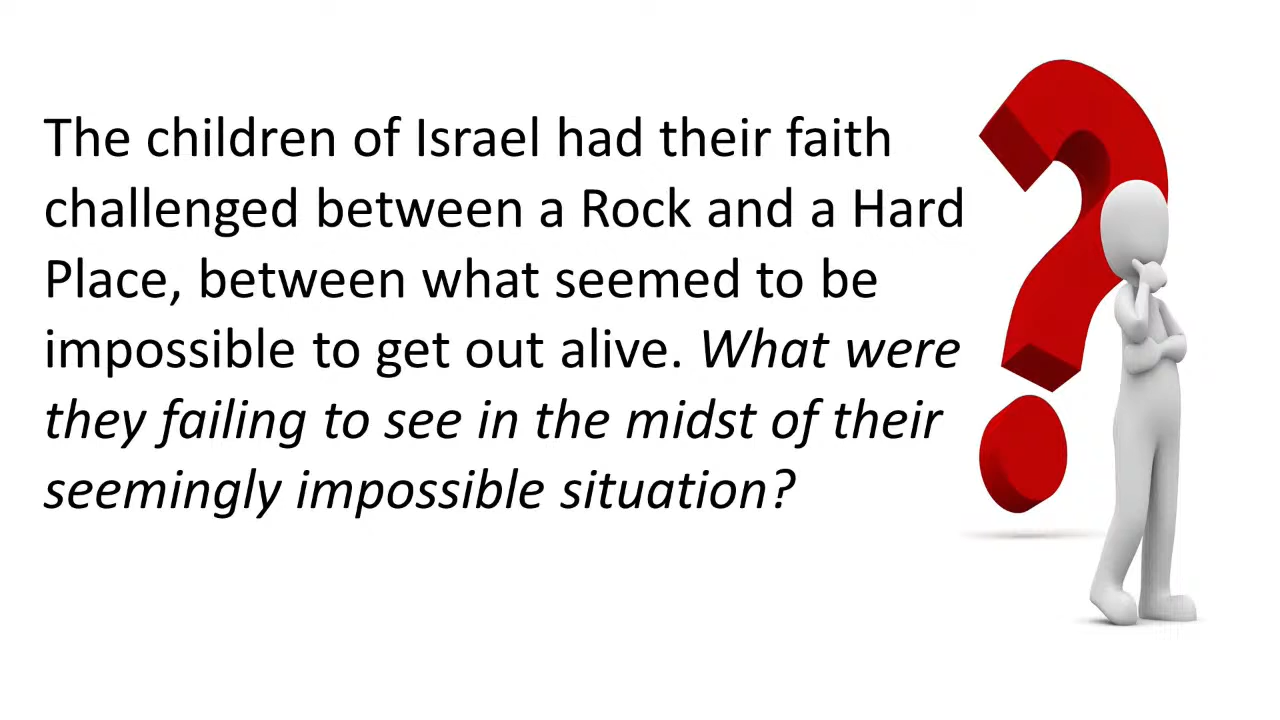 The children of Israel had their faith
challenged between a Rock and a Hard
Place, between what seemed to be
impossible to get out alive. What were
they failing to see in the midst of their
seemingly impossible situation?